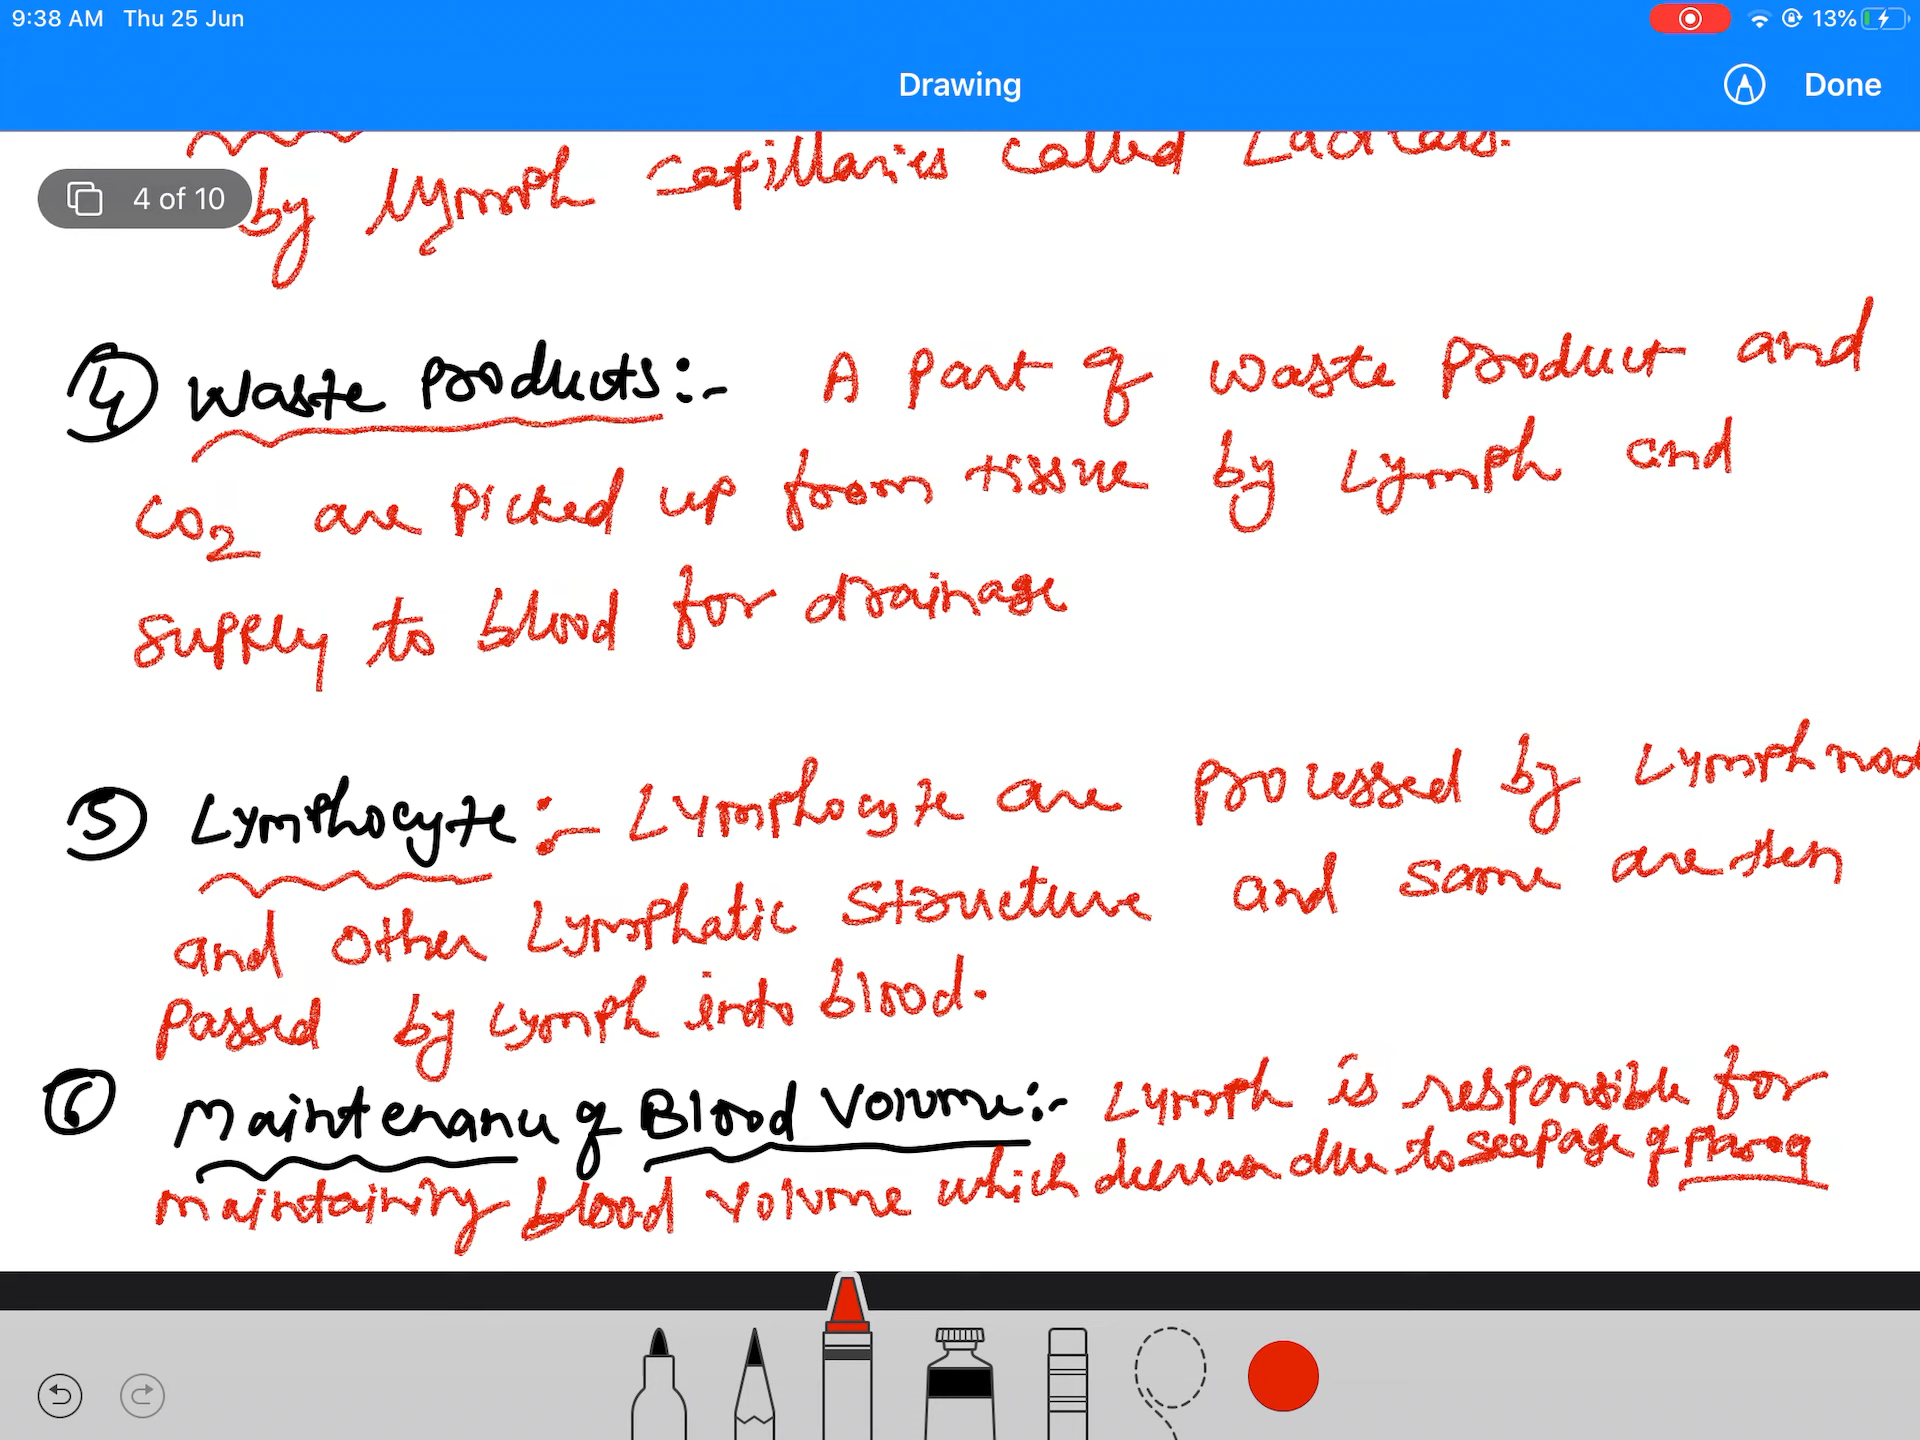 9:38 AM Thu 25 Jun
13%
Drawing
Done
4 of 10
by lymph capillaries called Lacteals.
④ Waste products:- A part of waste product and
CO2 are picked up from tissue by Lymph and
supply to blood for drainage
⑤ Lymphocyte :- Lymphocyte are processed by Lymph nod
and other Lymphatic structure and same are then
passed by Lymph into blood.
⑥ Maintenance of Blood Volume:- Lymph is responsible for
maintaining blood volume which decrease due to seepage of